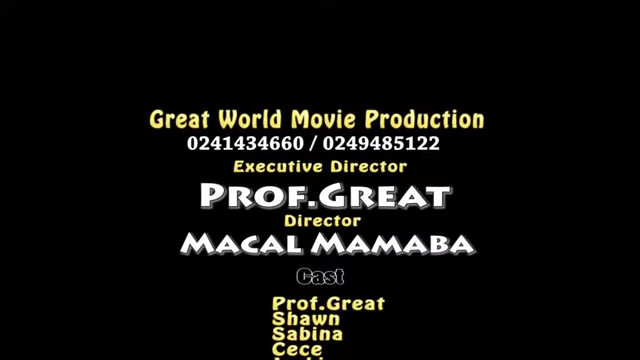 Great World Movie Production
0241434660 / 0249485122
Executive Director
PROF.GREAT
Director
MACAL MAMABA
Cast
Prof.Great
Shawn
Sabina
Cece